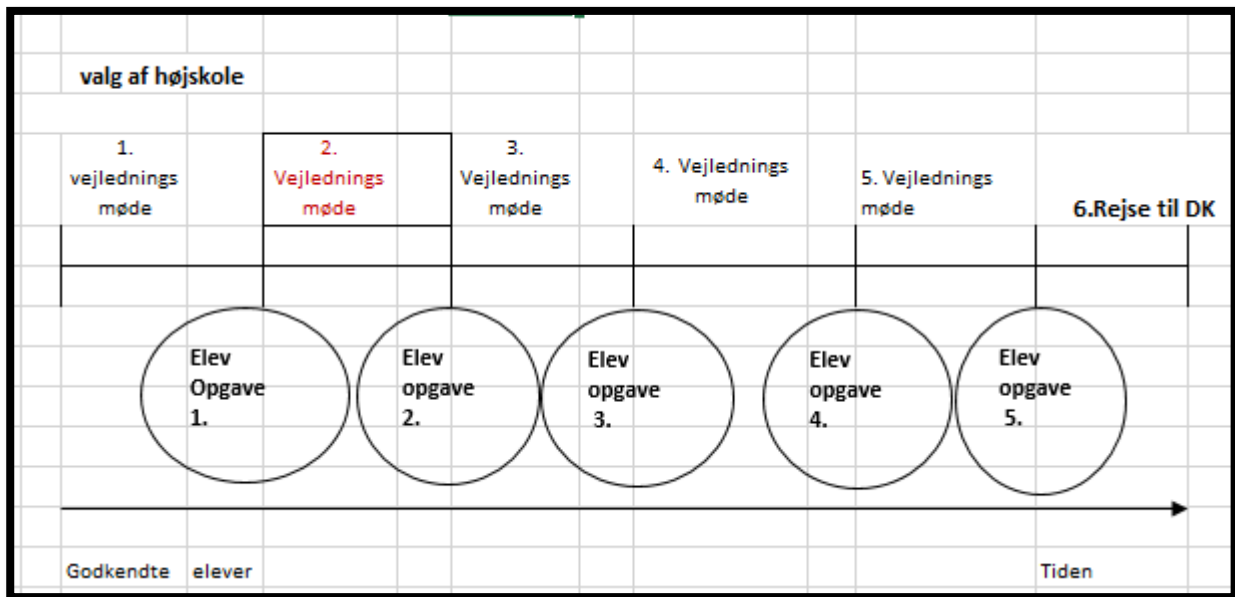 valg af højskole
1.
vejlednings
møde
2.
Vejlednings
møde
3.
Vejlednings
møde
4. Vejlednings
møde
5. Vejlednings
møde
6.Rejse til DK
Elev
Opgave
1.
Elev
opgave
2.
Elev
opgave
3.
Elev
opgave
4.
Elev
opgave
5.
Godkendte elever
Tiden